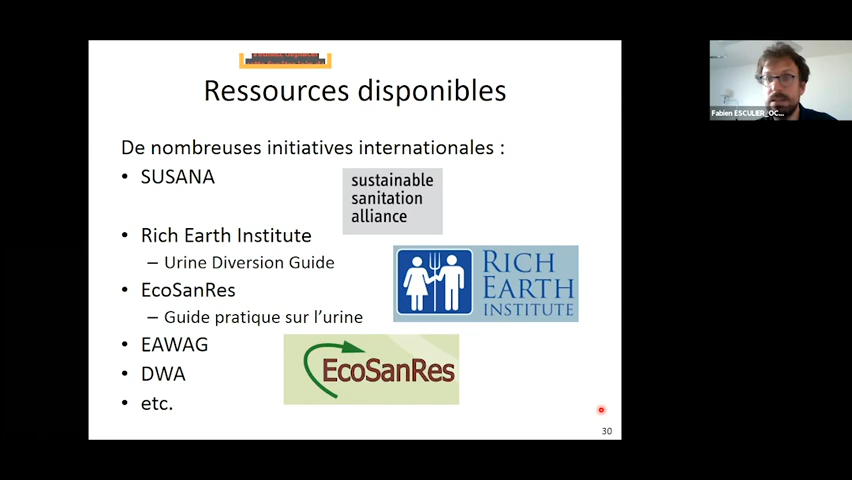 Ressources disponibles
De nombreuses initiatives internationales :
• SUSANA
sustainable
sanitation
alliance
• Rich Earth Institute
– Urine Diversion Guide
RICH
EARTH
INSTITUTE
• EcoSanRes
– Guide pratique sur l’urine
• EAWAG
EcoSanRes
• DWA
• etc.
30
Fabien ESCULIER_OC...